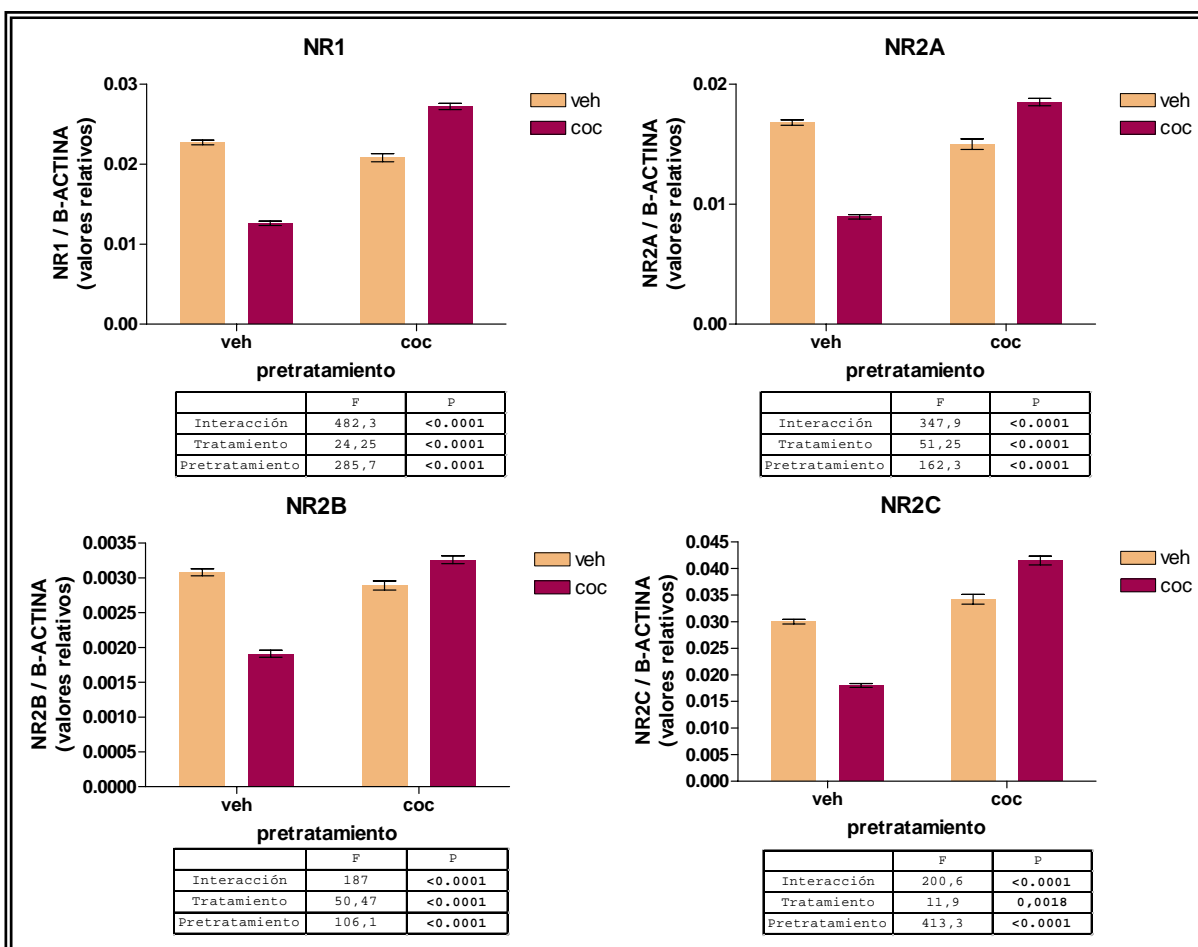 NR1
NR1 / B-ACTINA
(valores relativos)
0.03
0.02
0.01
0.00
veh
coc
veh
coc
pretratamiento
F P
Interacción 482,3 <0.0001
Tratamiento 24,25 <0.0001
Pretratamiento 285,7 <0.0001
NR2A
NR2A / B-ACTINA
(valores relativos)
0.02
0.01
0.00
veh
coc
veh
coc
pretratamiento
F P
Interacción 347,9 <0.0001
Tratamiento 51,25 <0.0001
Pretratamiento 162,3 <0.0001
NR2B
NR2B / B-ACTINA
(valores relativos)
0.0035
0.0030
0.0025
0.0020
0.0015
0.0010
0.0005
0.0000
veh
coc
veh
coc
pretratamiento
F P
Interacción 187 <0.0001
Tratamiento 50,47 <0.0001
Pretratamiento 106,1 <0.0001
NR2C
NR2C / B-ACTINA
(valores relativos)
0.045
0.040
0.035
0.030
0.025
0.020
0.015
0.010
0.005
0.000
veh
coc
veh
coc
pretratamiento
F P
Interacción 200,6 <0.0001
Tratamiento 11,9 0,0018
Pretratamiento 413,3 <0.0001